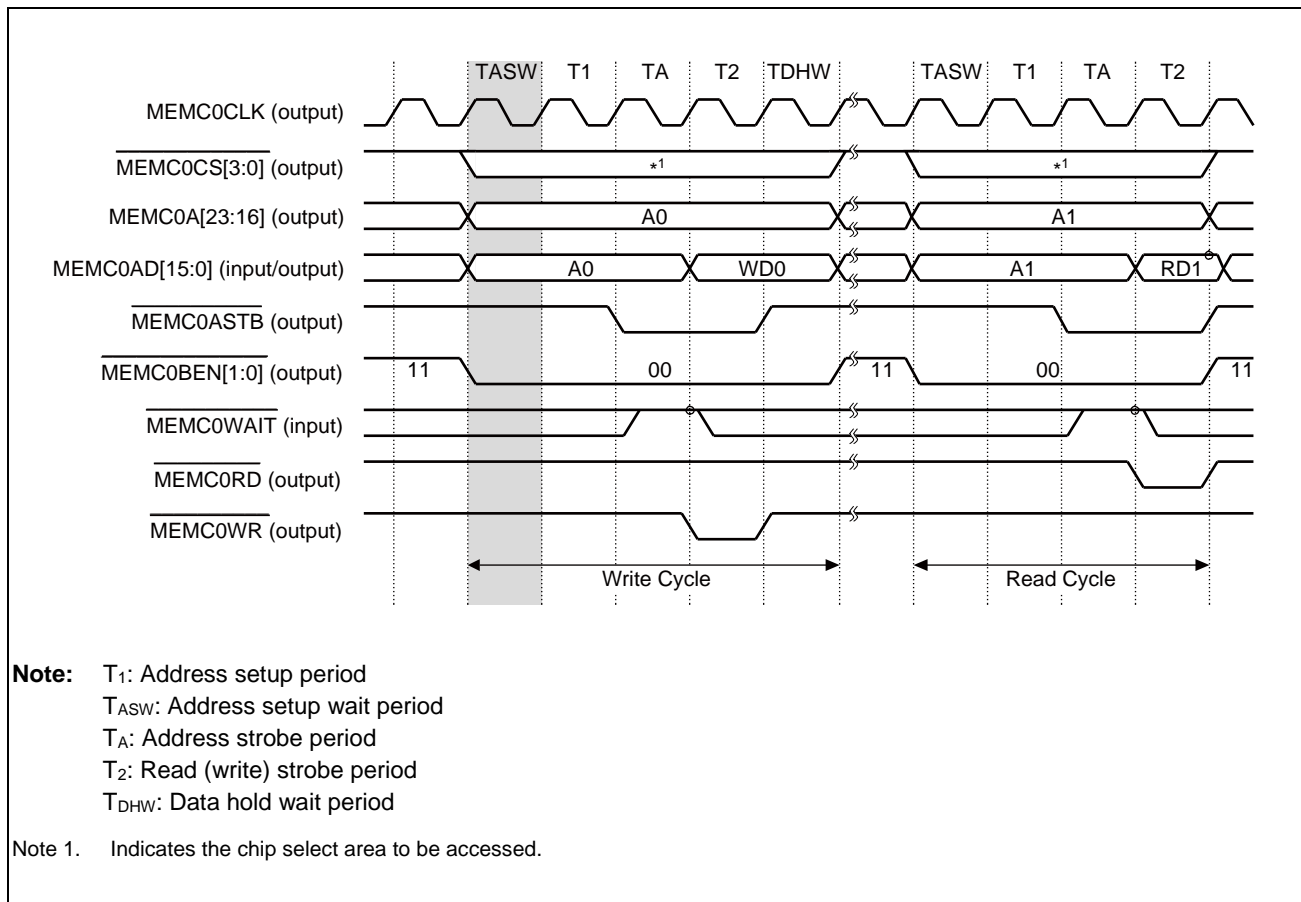 TASW T1 TA T2 TDHW TASW T1 TA T2
MEMC0CLK (output)
MEMC0CS[3:0] (output) *1 *1
MEMC0A[23:16] (output) A0 A1
MEMC0AD[15:0] (input/output) A0 WD0 A1 RD1
MEMC0ASTB (output)
MEMC0BEN[1:0] (output) 11 00 11 00 11
MEMC0WAIT (input)
MEMC0RD (output)
MEMC0WR (output)
Write Cycle Read Cycle
Note: T1: Address setup period
TASW: Address setup wait period
TA: Address strobe period
T2: Read (write) strobe period
TDHW: Data hold wait period
Note 1. Indicates the chip select area to be accessed.